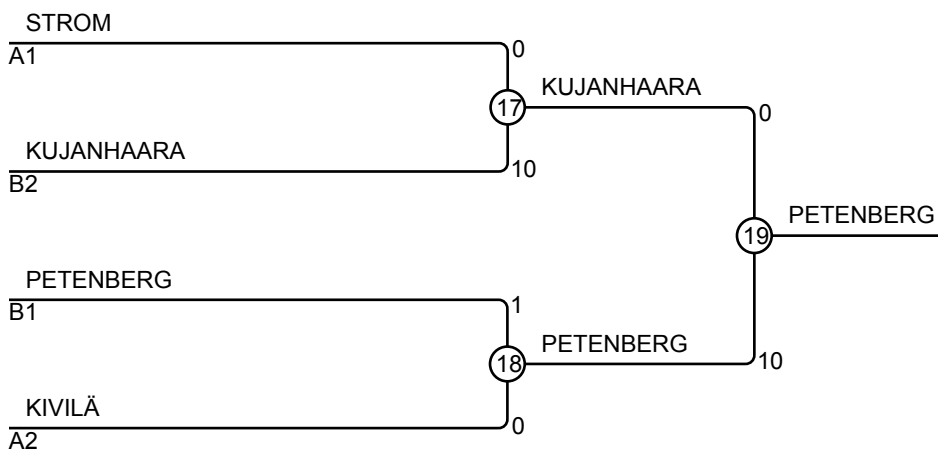 STROM
A1
0
17
KUJANHAARA
0
KUJANHAARA
B2
10
19
PETENBERG
PETENBERG
B1
1
18
PETENBERG
10
KIVILÄ
A2
0